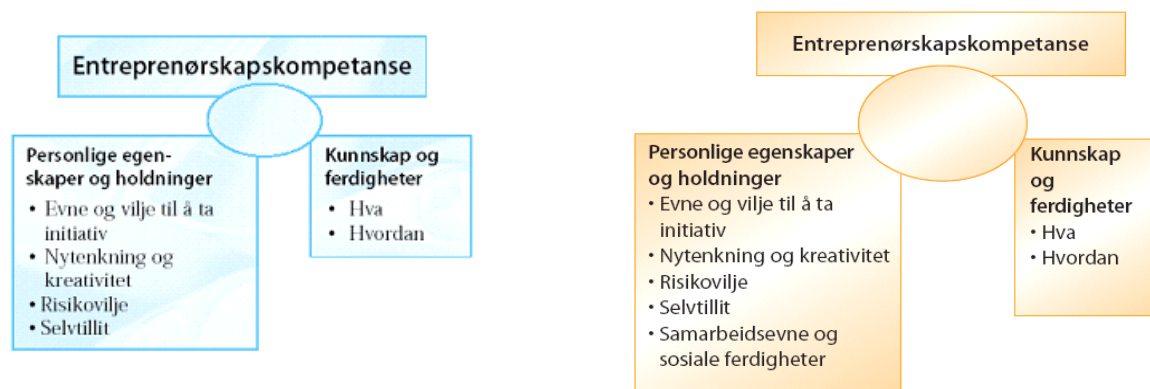 Entreprenørskapskompetanse
Personlige egen-
skaper og holdninger
• Evne og vilje til å ta
initiativ
• Nytenkning og
kreativitet
• Risikovilje
• Selvtillit
Kunnskap og
ferdigheter
• Hva
• Hvordan
Entreprenørskapskompetanse
Personlige egenskaper
og holdninger
• Evne og vilje til å ta
initiativ
• Nytenkning og kreativitet
• Risikovilje
• Selvtillit
• Samarbeidsevne og
sosiale ferdigheter
Kunnskap
og
ferdigheter
• Hva
• Hvordan